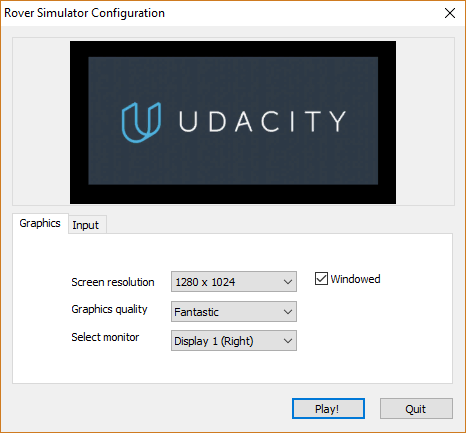 Rover Simulator Configuration
UDACITY
Graphics Input
Screen resolution 1280 x 1024 Windowed
Graphics quality Fantastic
Select monitor Display 1 (Right)
Play! Quit